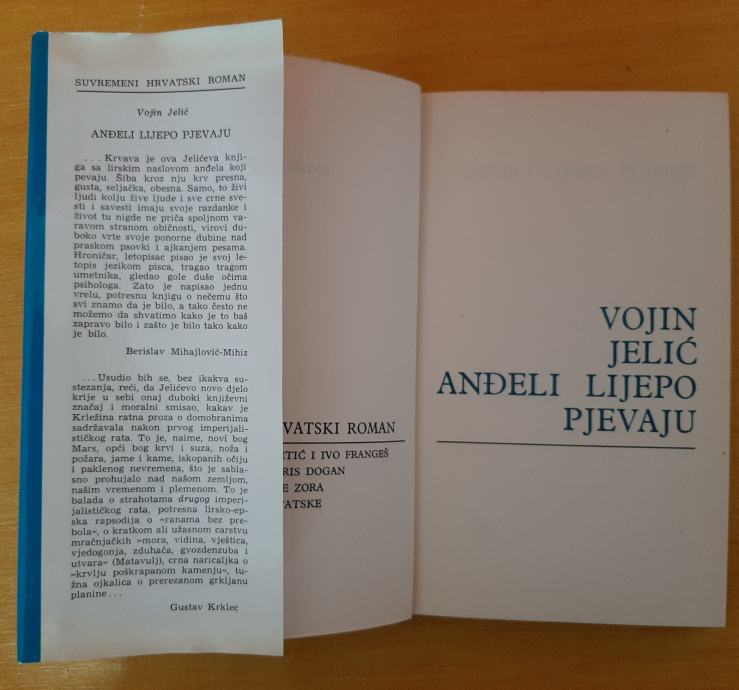 SUVREMENI HRVATSKI ROMAN
Vojin Jelić
ANĐELI LIJEPO PJEVAJU
. . . Krvava je ova Jelićeva knji-
ga sa lirskim naslovom anđela koji
pevaju. Šiba kroz nju krv presna,
gusta, seljačka, obesna. Samo, to živi
ljudi kolju žive ljude i sve crne sve-
sti i savesti imaju svoje razdanke i
život tu nigde ne priča spoljnom va-
ravom stranom običnosti, virovi du-
boko vrte svoje ponorne dubine nad
praskom psovki i ajkanjem pesama.
Hroničar, letopisac pisao je svoj le-
topis jezikom pisca, tragao tragom
umetnika, gledao gole duše očima
psihologa. Zato je napisao jednu
vrelu, potresnu knjigu o nečemu što
svi znamo da je bilo, a tako često ne
možemo da shvatimo kako je to baš
zapravo bilo i zašto je bilo tako kako
je bilo.
Berislav Mihajlović-Mihiz
. . . Usudio bih se, bez ikakva su-
stezanja, reći, da Jelićevo novo djelo
krije u sebi onaj duboki književni
značaj i moralni smisao, kakav je
Krležina ratna proza o domobranima
sadržavala nakon prvog imperijali-
stičkog rata. To je, naime, novi bog
Mars, opći bog krvi i suza, noža i
požara, jame i kame, iskopanih očiju
i paklenog nevremena, što je sabla-
sno prohujalo nad našom zemljom,
našim vremenom i plemenom. To je
balada o strahotama drugog imperi-
jalističkog rata, potresna lirsko-ep-
ska rapsodija o »ranama bez pre-
bola«, o kratkom ali užasnom carstvu
mračnjačkih »mora, vidina, vještica,
vjedogonja, zduhača, gvozdenzuba i
utvara« (Matavulj), crna naricaljka o
»krvlju poškrapanom kamenju«, tu-
žna ojkalica o prerezanom grkljanu
planine . . .
Gustav Krklec
VATSKI ROMAN
ETIĆ I IVO FRANGEŠ
RIS DOGAN
E ZORA
VATSKE
VOJIN
JELIĆ
ANĐELI LIJEPO
PJEVAJU